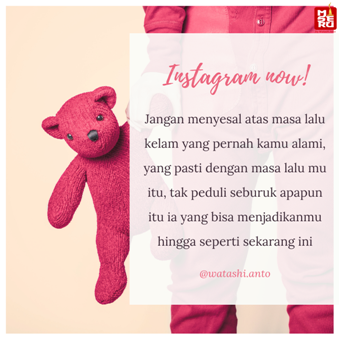 MSERU
Instagram now!
Jangan menyesal atas masa lalu
kelam yang pernah kamu alami,
yang pasti dengan masa lalu mu
itu, tak peduli seburuk apapun
itu ia yang bisa menjadikanmu
hingga seperti sekarang ini
@watashi.anto